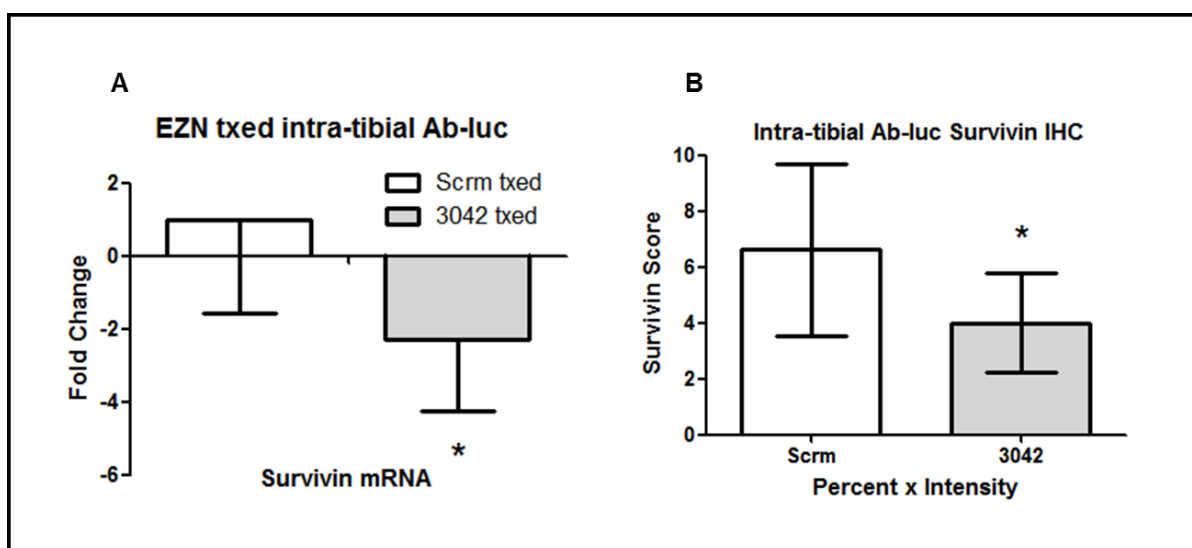 A
EZN txed intra-tibial Ab-luc
Scrm txed
3042 txed
2
0
-2
-4
-6
Fold Change
*
Survivin mRNA
B
Intra-tibial Ab-luc Survivin IHC
10
8
6
4
2
0
Survivin Score
*
Scrm 3042
Percent x Intensity